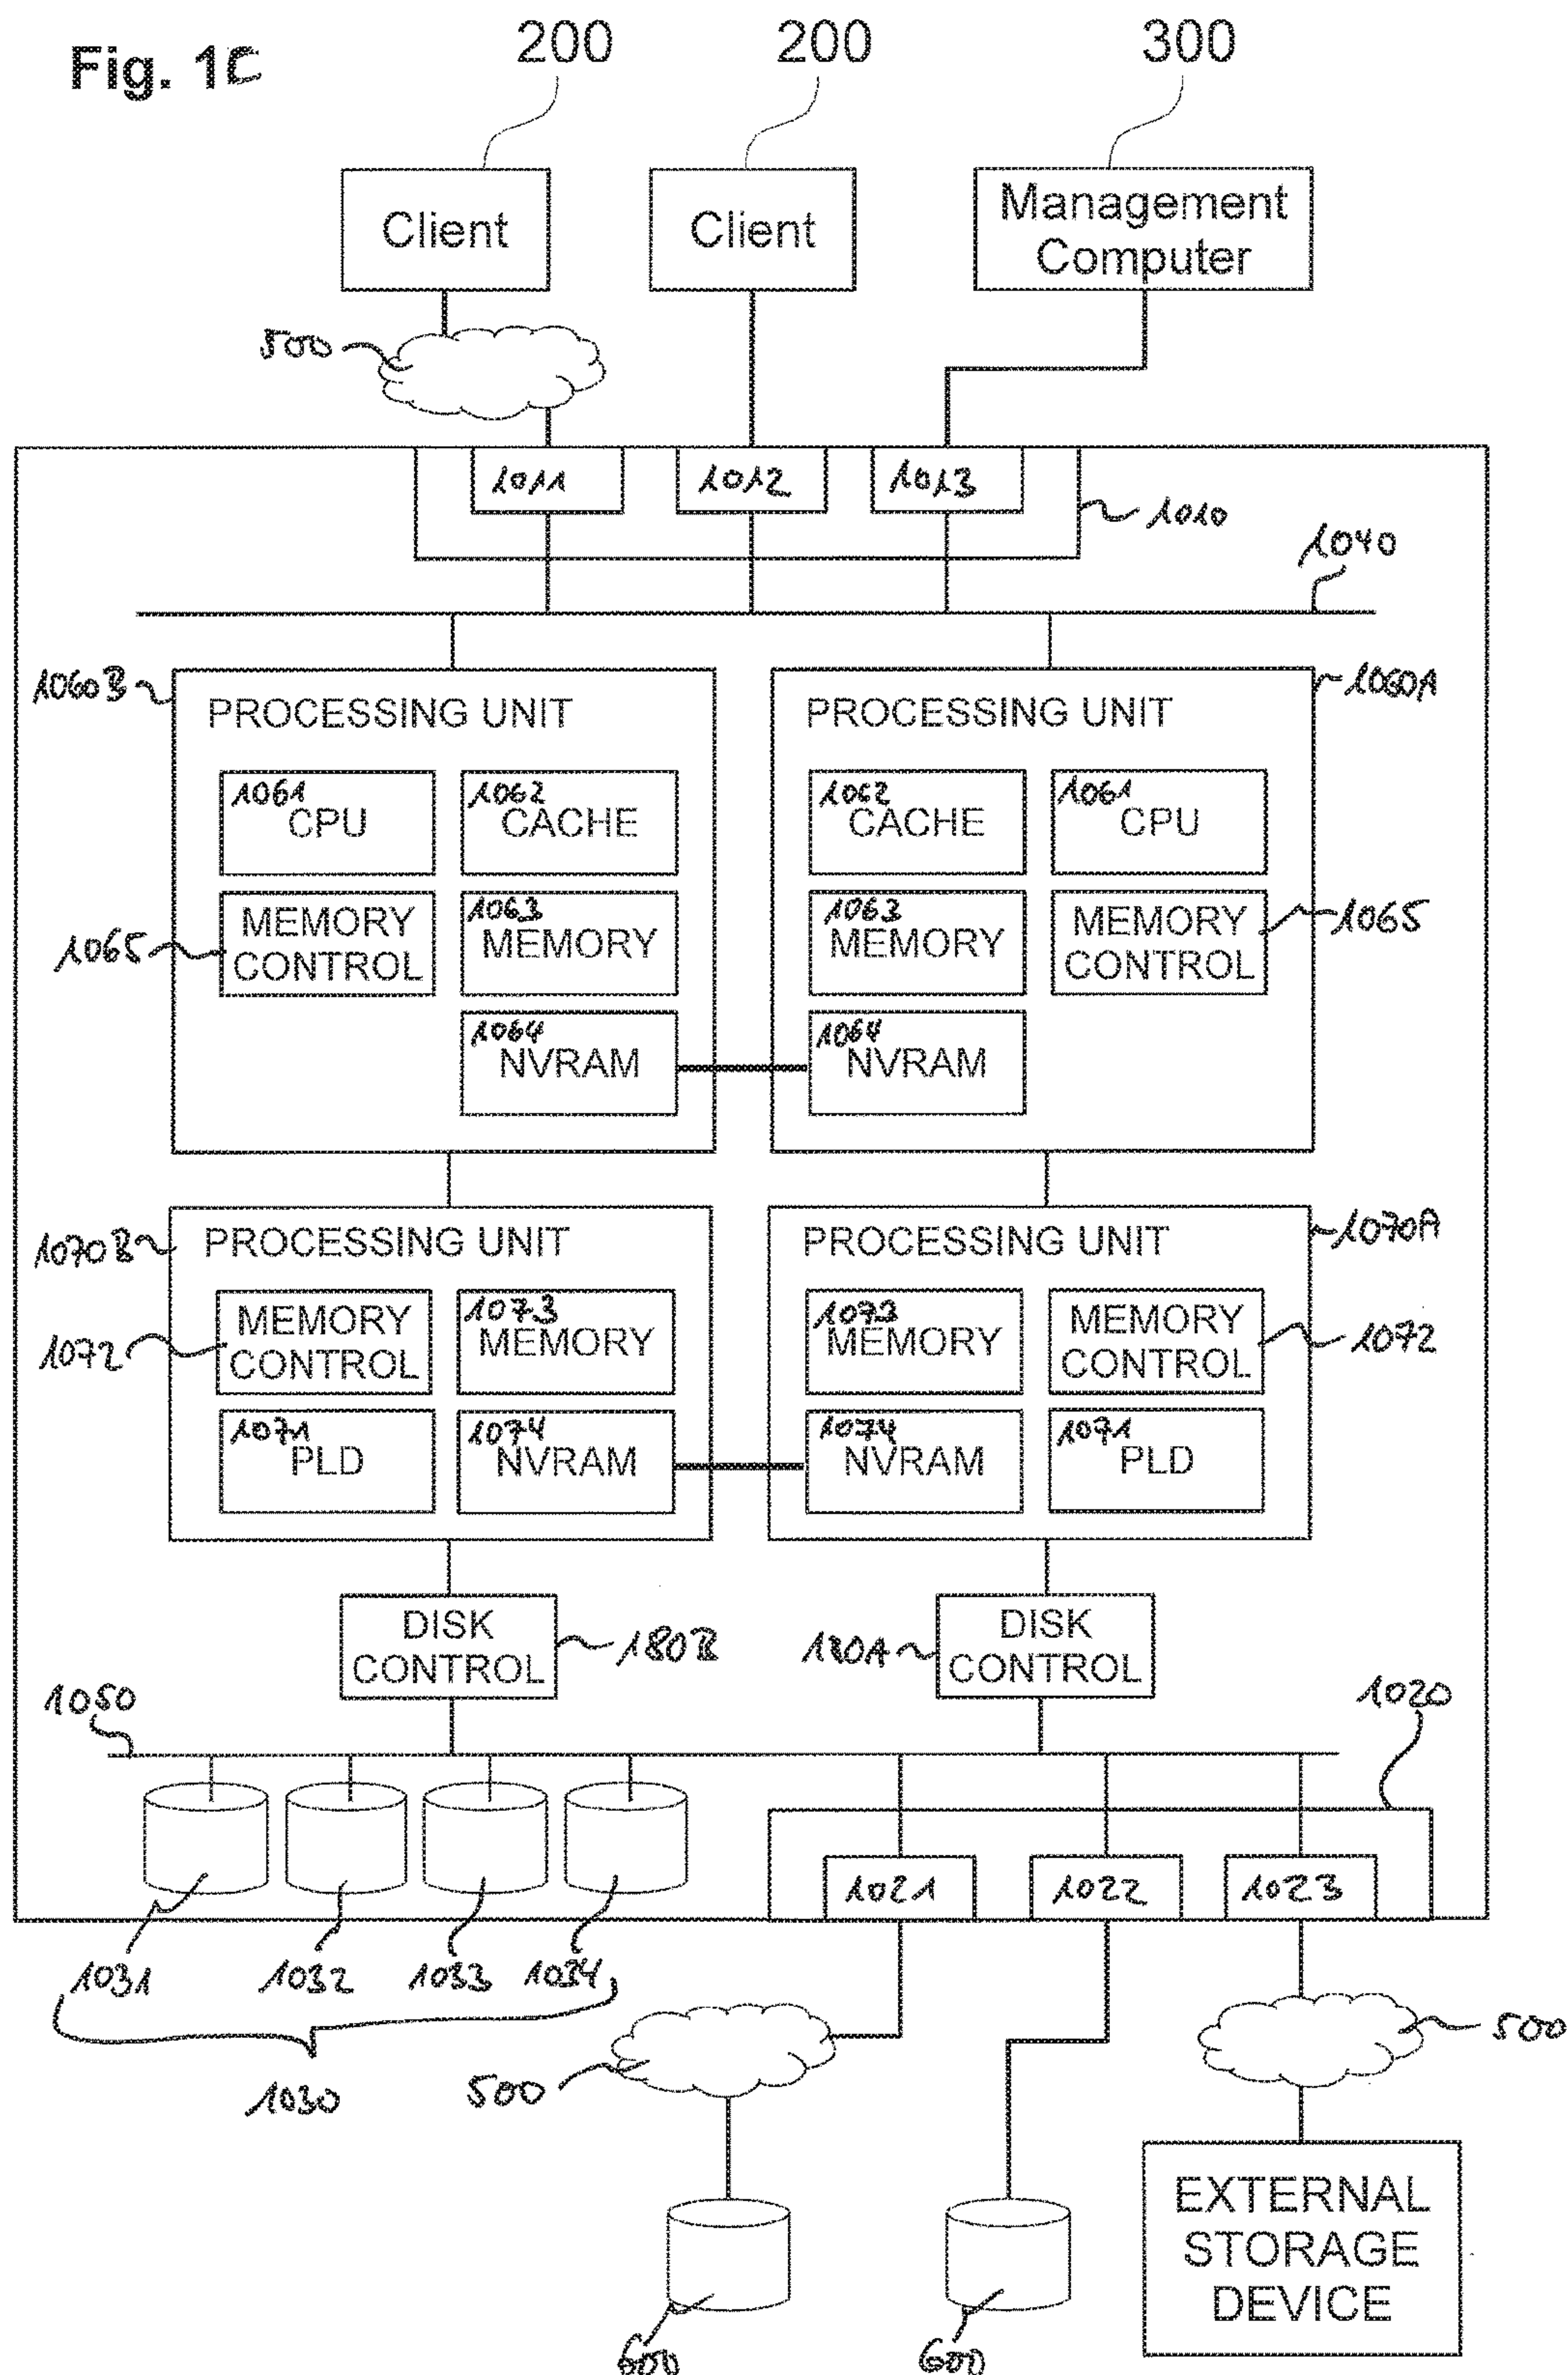 Fig. 1C
200 200 300
Client Client Management
Computer
500
1011 1012 1013
1010
1040
1060B 1060A
PROCESSING UNIT PROCESSING UNIT
1061 1062 1062 1061
CPU CACHE CACHE CPU
1063 1063
MEMORY MEMORY MEMORY MEMORY
1065 CONTROL CONTROL 1065
1064 1064
NVRAM NVRAM
1070B 1070A
PROCESSING UNIT PROCESSING UNIT
1073 1073
MEMORY MEMORY MEMORY MEMORY
1072 CONTROL CONTROL 1072
1071 1074 1074 1071
PLD NVRAM NVRAM PLD
DISK DISK
CONTROL 180B 180A CONTROL
1050 1020
1021 1022 1023
1031 1032 1033 1034
500
1030 500
EXTERNAL
STORAGE
DEVICE
600 600